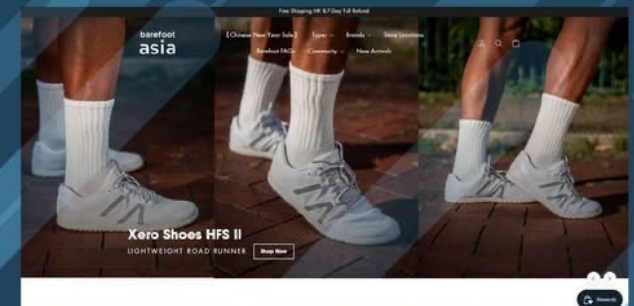 Free Shipping HK & 7-Day Full Refund
barefoot
asia
【Chinese New Year Sale】 Types Brands Store Locations
Barefoot FAQs Community New Arrivals
Xero Shoes HFS II
LIGHTWEIGHT ROAD RUNNER Shop Now
Rewards